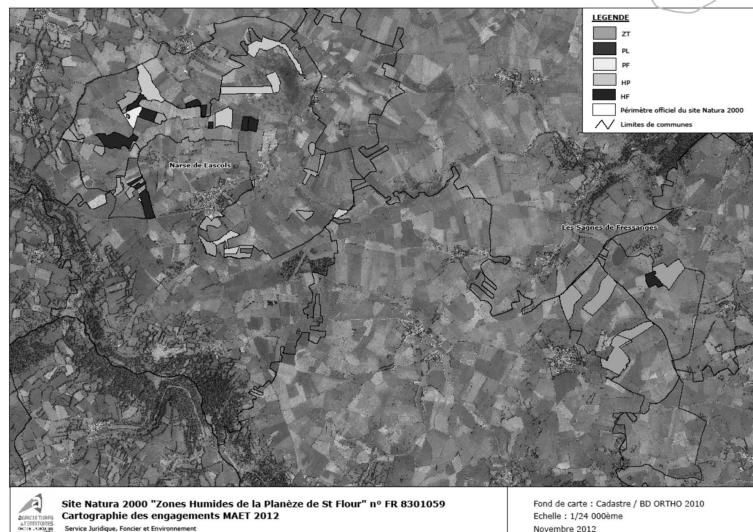 LEGENDE
ZT
PL
PF
HP
HF
Périmètre officiel du site Natura 2000
Limites de communes
Narse de Lascols
Les Sagnes de Fressanges
AGRICULTURES
& TERRITOIRES
Site Natura 2000 "Zones Humides de la Planèze de St Flour" n° FR 8301059
Cartographie des engagements MAET 2012
Service Juridique, Foncier et Environnement
Fond de carte : Cadastre / BD ORTHO 2010
Echelle : 1/24 000ème
Novembre 2012